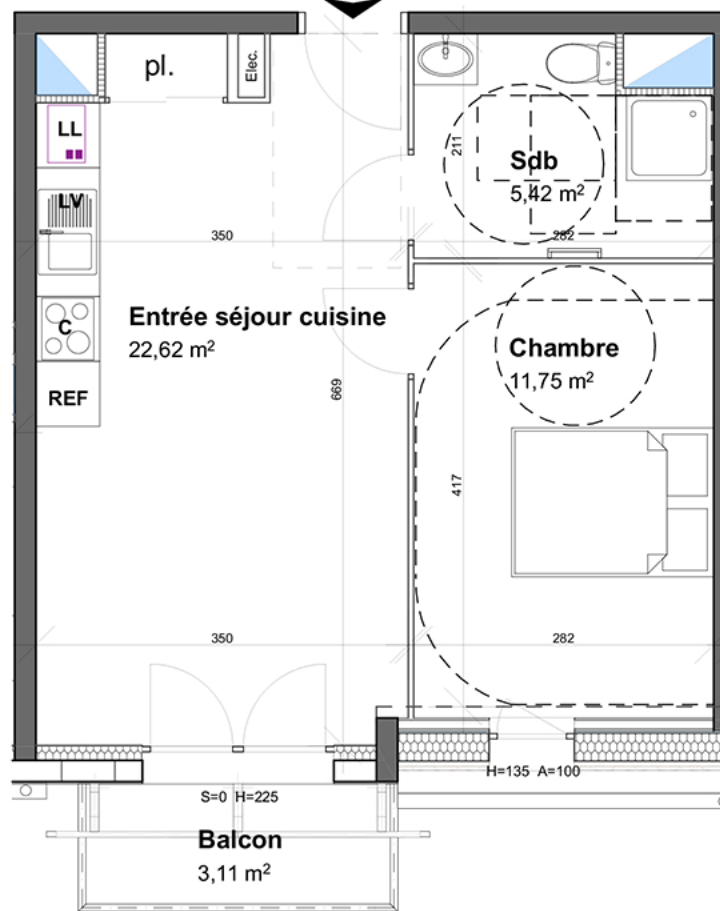 pl.
Elec.
LL
LV
C
REF
211
Sdb
5,42 m²
350
282
Entrée séjour cuisine
22,62 m²
Chambre
11,75 m²
669
417
350
282
H=135 A=100
S=0 H=225
Balcon
3,11 m²